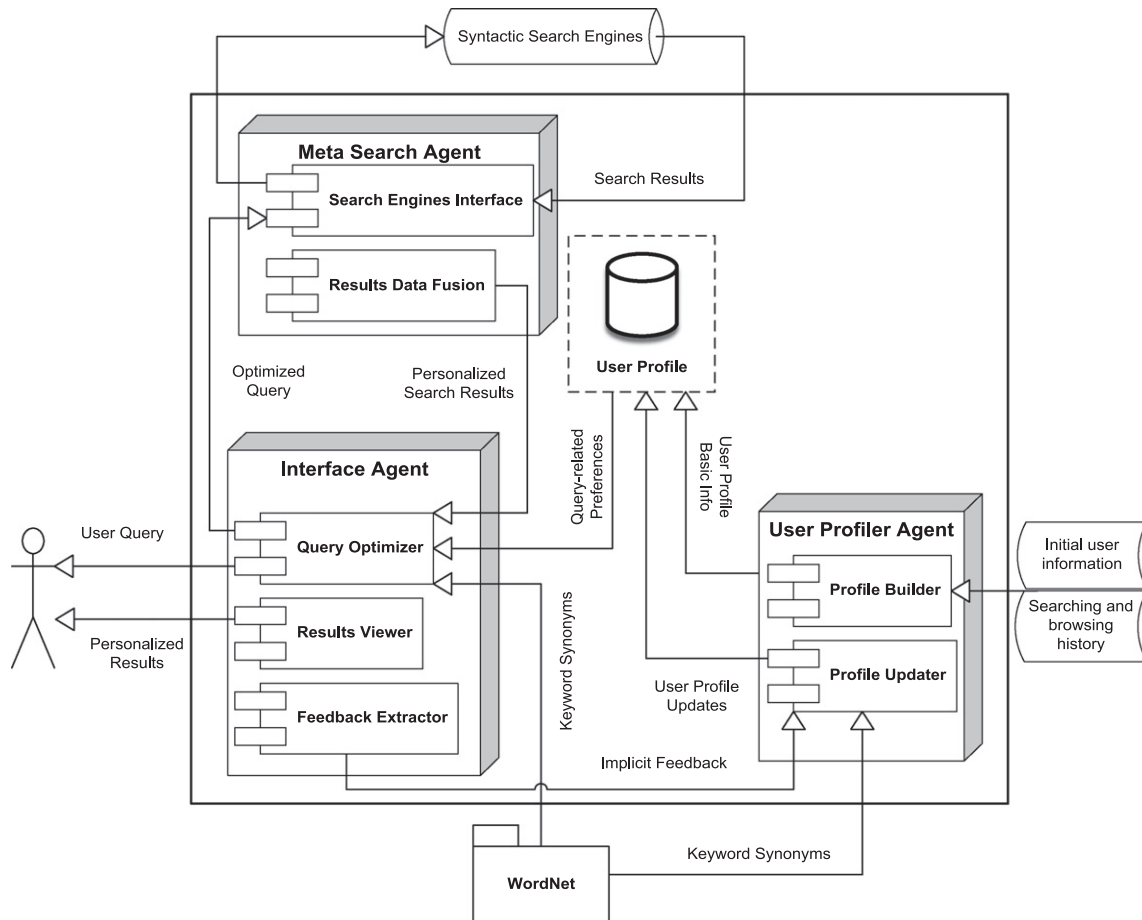 Syntactic Search Engines
Meta Search Agent
Search Engines Interface
Search Results
Results Data Fusion
User Profile
Optimized
Query
Personalized
Search Results
Query-related
Preferences
User Profile
Basic Info
Interface Agent
User Query
Query Optimizer
Personalized
Results
Results Viewer
Feedback Extractor
Keyword Synonyms
User Profiler Agent
Profile Builder
Profile Updater
Initial user
information
Searching and
browsing
history
User Profile
Updates
Implicit Feedback
Keyword Synonyms
WordNet